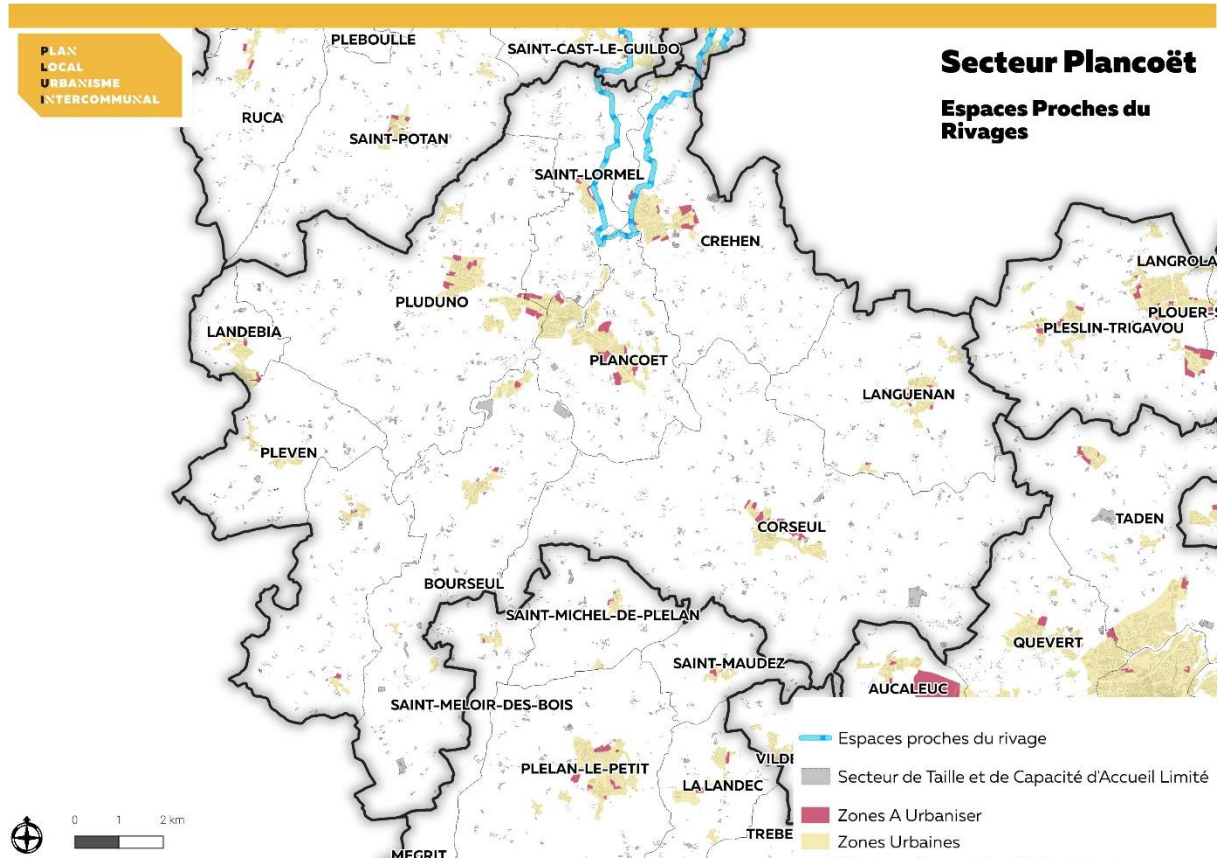 PLAN
LOCAL
URBANISME
INTERCOMMUNAL
Secteur Plancoët
Espaces Proches du
Rivages
PLEBOULLE
SAINT-CAST-LE-GUILDO
RUCA
SAINT-POTAN
SAINT-LORMEL
CREHEN
LANGROLA
PLUDUNO
PLOUER-S
LANDEBIA
PLESLIN-TRIGAVOU
PLANCOET
LANGUENAN
PLEVEN
TADEN
CORSEUL
BOURSEUL
SAINT-MICHEL-DE-PLELAN
QUEVERT
SAINT-MAUDEZ
AUCALEUC
SAINT-MELOIR-DES-BOIS
PLELAN-LE-PETIT
VILDE
LA LANDEC
TREBE
MEGRIT
Espaces proches du rivage
Secteur de Taille et de Capacité d'Accueil Limité
Zones A Urbaniser
Zones Urbaines
0 1 2 km